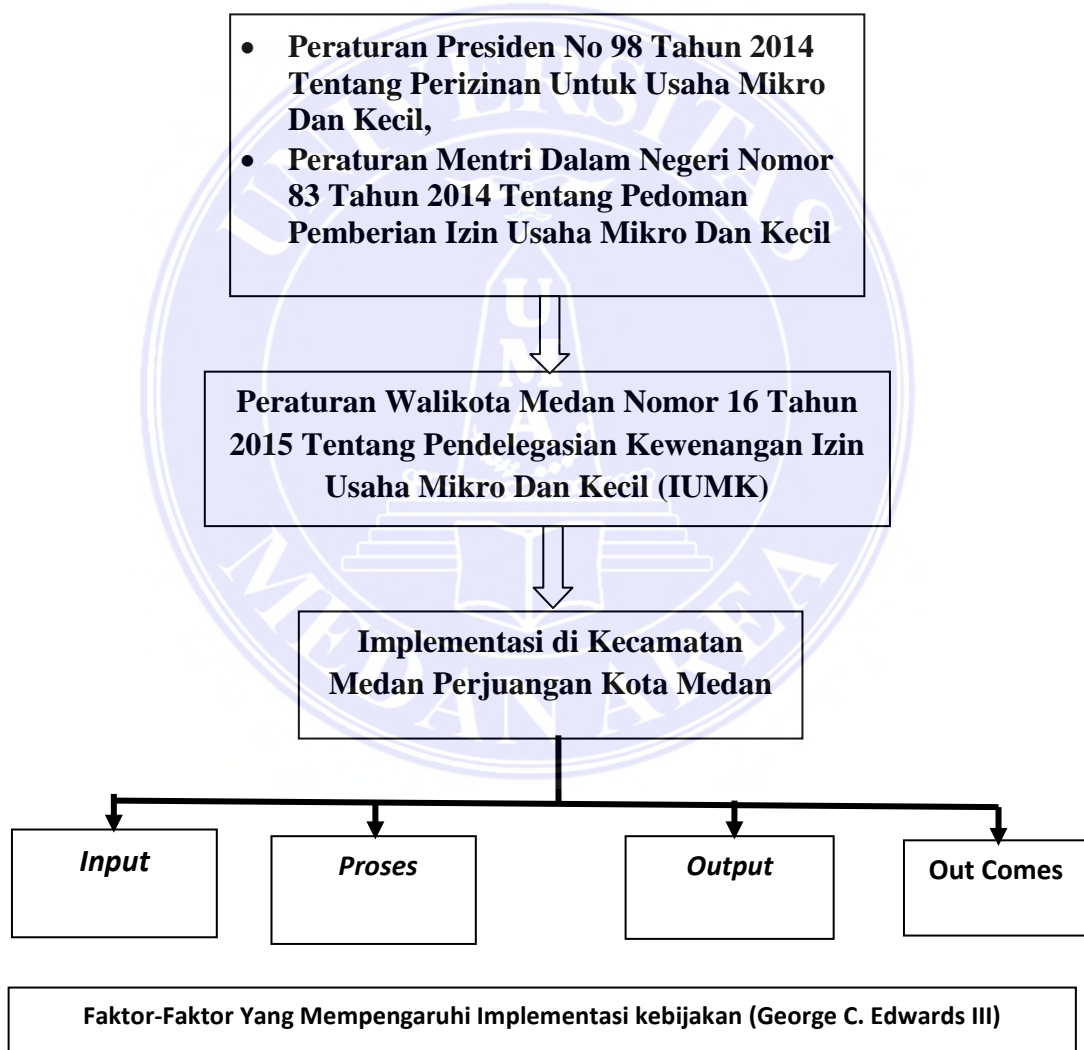 • Peraturan Presiden No 98 Tahun 2014
Tentang Perizinan Untuk Usaha Mikro
Dan Kecil,
• Peraturan Mentri Dalam Negeri Nomor
83 Tahun 2014 Tentang Pedoman
Pemberian Izin Usaha Mikro Dan Kecil
UNIVERSITAS
U
M
A
Peraturan Walikota Medan Nomor 16 Tahun
2015 Tentang Pendelegasian Kewenangan Izin
Usaha Mikro Dan Kecil (IUMK)
Implementasi di Kecamatan
Medan Perjuangan Kota Medan
MEDAN AREA
Input
Proses
Output
Out Comes
Faktor-Faktor Yang Mempengaruhi Implementasi kebijakan (George C. Edwards III)